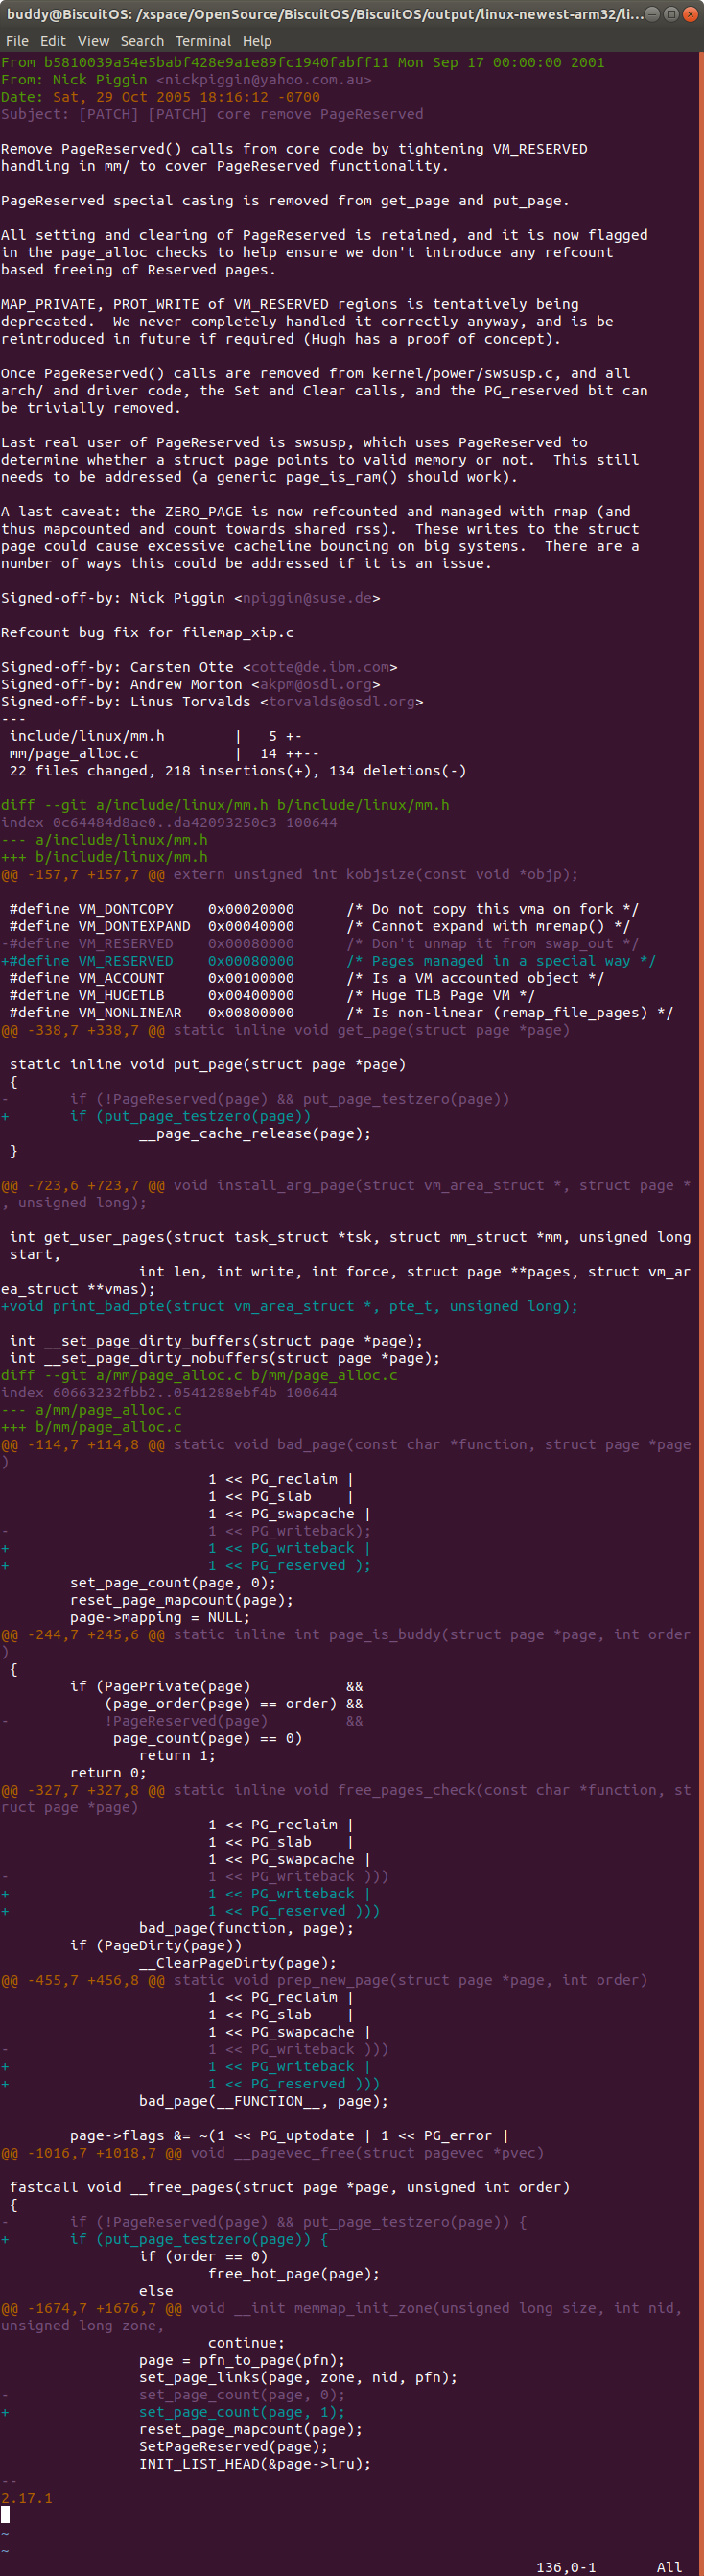 buddy@BiscuitOS: /xspace/OpenSource/BiscuitOS/BiscuitOS/output/linux-newest-arm32/li...
File Edit View Search Terminal Help
From b5810039a54e5babf428e9a1e89fc1940fabff11 Mon Sep 17 00:00:00 2001
From: Nick Piggin <nickpiggin@yahoo.com.au>
Date: Sat, 29 Oct 2005 18:16:12 -0700
Subject: [PATCH] [PATCH] core remove PageReserved

Remove PageReserved() calls from core code by tightening VM_RESERVED
handling in mm/ to cover PageReserved functionality.

PageReserved special casing is removed from get_page and put_page.

All setting and clearing of PageReserved is retained, and it is now flagged
in the page_alloc checks to help ensure we don't introduce any refcount
based freeing of Reserved pages.

MAP_PRIVATE, PROT_WRITE of VM_RESERVED regions is tentatively being
deprecated.  We never completely handled it correctly anyway, and is be
reintroduced in future if required (Hugh has a proof of concept).

Once PageReserved() calls are removed from kernel/power/swsusp.c, and all
arch/ and driver code, the Set and Clear calls, and the PG_reserved bit can
be trivially removed.

Last real user of PageReserved is swsusp, which uses PageReserved to
determine whether a struct page points to valid memory or not.  This still
needs to be addressed (a generic page_is_ram() should work).

A last caveat: the ZERO_PAGE is now refcounted and managed with rmap (and
thus mapcounted and count towards shared rss).  These writes to the struct
page could cause excessive cacheline bouncing on big systems.  There are a
number of ways this could be addressed if it is an issue.

Signed-off-by: Nick Piggin <npiggin@suse.de>

Refcount bug fix for filemap_xip.c

Signed-off-by: Carsten Otte <cotte@de.ibm.com>
Signed-off-by: Andrew Morton <akpm@osdl.org>
Signed-off-by: Linus Torvalds <torvalds@osdl.org>
---
 include/linux/mm.h        |   5 +-
 mm/page_alloc.c           |  14 ++--
 22 files changed, 218 insertions(+), 134 deletions(-)

diff --git a/include/linux/mm.h b/include/linux/mm.h
index 0c64484d8ae0..da42093250c3 100644
--- a/include/linux/mm.h
+++ b/include/linux/mm.h
@@ -157,7 +157,7 @@ extern unsigned int kobjsize(const void *objp);

 #define VM_DONTCOPY    0x00020000      /* Do not copy this vma on fork */
 #define VM_DONTEXPAND  0x00040000      /* Cannot expand with mremap() */
-#define VM_RESERVED    0x00080000      /* Don't unmap it from swap_out */
+#define VM_RESERVED    0x00080000      /* Pages managed in a special way */
 #define VM_ACCOUNT     0x00100000      /* Is a VM accounted object */
 #define VM_HUGETLB     0x00400000      /* Huge TLB Page VM */
 #define VM_NONLINEAR   0x00800000      /* Is non-linear (remap_file_pages) */
@@ -338,7 +338,7 @@ static inline void get_page(struct page *page)

 static inline void put_page(struct page *page)
 {
-       if (!PageReserved(page) && put_page_testzero(page))
+       if (put_page_testzero(page))
                __page_cache_release(page);
 }

@@ -723,6 +723,7 @@ void install_arg_page(struct vm_area_struct *, struct page *
, unsigned long);

 int get_user_pages(struct task_struct *tsk, struct mm_struct *mm, unsigned long
 start,
                int len, int write, int force, struct page **pages, struct vm_ar
ea_struct **vmas);
+void print_bad_pte(struct vm_area_struct *, pte_t, unsigned long);

 int __set_page_dirty_buffers(struct page *page);
 int __set_page_dirty_nobuffers(struct page *page);
diff --git a/mm/page_alloc.c b/mm/page_alloc.c
index 60663232fbb2..0541288ebf4b 100644
--- a/mm/page_alloc.c
+++ b/mm/page_alloc.c
@@ -114,7 +114,8 @@ static void bad_page(const char *function, struct page *page
)
                        1 << PG_reclaim |
                        1 << PG_slab    |
                        1 << PG_swapcache |
-                       1 << PG_writeback);
+                       1 << PG_writeback |
+                       1 << PG_reserved );
        set_page_count(page, 0);
        reset_page_mapcount(page);
        page->mapping = NULL;
@@ -244,7 +245,6 @@ static inline int page_is_buddy(struct page *page, int order
)
 {
        if (PagePrivate(page)           &&
            (page_order(page) == order) &&
-           !PageReserved(page)         &&
             page_count(page) == 0)
                return 1;
        return 0;
@@ -327,7 +327,8 @@ static inline void free_pages_check(const char *function, st
ruct page *page)
                        1 << PG_reclaim |
                        1 << PG_slab    |
                        1 << PG_swapcache |
-                       1 << PG_writeback )))
+                       1 << PG_writeback |
+                       1 << PG_reserved )))
                bad_page(function, page);
        if (PageDirty(page))
                __ClearPageDirty(page);
@@ -455,7 +456,8 @@ static void prep_new_page(struct page *page, int order)
                        1 << PG_reclaim |
                        1 << PG_slab    |
                        1 << PG_swapcache |
-                       1 << PG_writeback )))
+                       1 << PG_writeback |
+                       1 << PG_reserved )))
                bad_page(__FUNCTION__, page);

        page->flags &= ~(1 << PG_uptodate | 1 << PG_error |
@@ -1016,7 +1018,7 @@ void __pagevec_free(struct pagevec *pvec)

 fastcall void __free_pages(struct page *page, unsigned int order)
 {
-       if (!PageReserved(page) && put_page_testzero(page)) {
+       if (put_page_testzero(page)) {
                if (order == 0)
                        free_hot_page(page);
                else
@@ -1674,7 +1676,7 @@ void __init memmap_init_zone(unsigned long size, int nid,
unsigned long zone,
                        continue;
                page = pfn_to_page(pfn);
                set_page_links(page, zone, nid, pfn);
-               set_page_count(page, 0);
+               set_page_count(page, 1);
                reset_page_mapcount(page);
                SetPageReserved(page);
                INIT_LIST_HEAD(&page->lru);
--
2.17.1

~
~
136,0-1       All